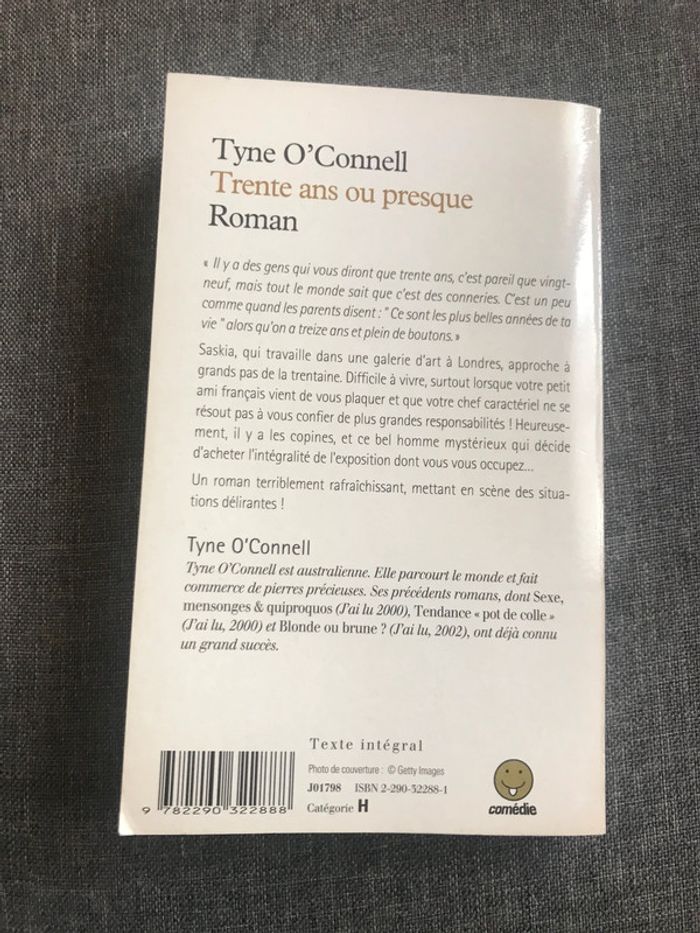 Tyne O'Connell
Trente ans ou presque
Roman
« Il y a des gens qui vous diront que trente ans, c'est pareil que vingt-
neuf, mais tout le monde sait que c'est des conneries. C'est un peu
comme quand les parents disent : " Ce sont les plus belles années de ta
vie " alors qu'on a treize ans et plein de boutons. »
Saskia, qui travaille dans une galerie d'art à Londres, approche à
grands pas de la trentaine. Difficile à vivre, surtout lorsque votre petit
ami français vient de vous plaquer et que votre chef caractériel ne se
résout pas à vous confier de plus grandes responsabilités ! Heureuse-
ment, il y a les copines, et ce bel homme mystérieux qui décide
d'acheter l'intégralité de l'exposition dont vous vous occupez...
Un roman terriblement rafraîchissant, mettant en scène des situa-
tions délirantes !
Tyne O'Connell
Tyne O'Connell est australienne. Elle parcourt le monde et fait
commerce de pierres précieuses. Ses précédents romans, dont Sexe,
mensonges & quiproquos (J'ai lu 2000), Tendance « pot de colle »
(J'ai lu, 2000) et Blonde ou brune ? (J'ai lu, 2002), ont déjà connu
un grand succès.
Texte intégral
Photo de couverture : © Getty Images
J01798 ISBN 2-290-32288-1
Catégorie H
9 782290 322888
comédie